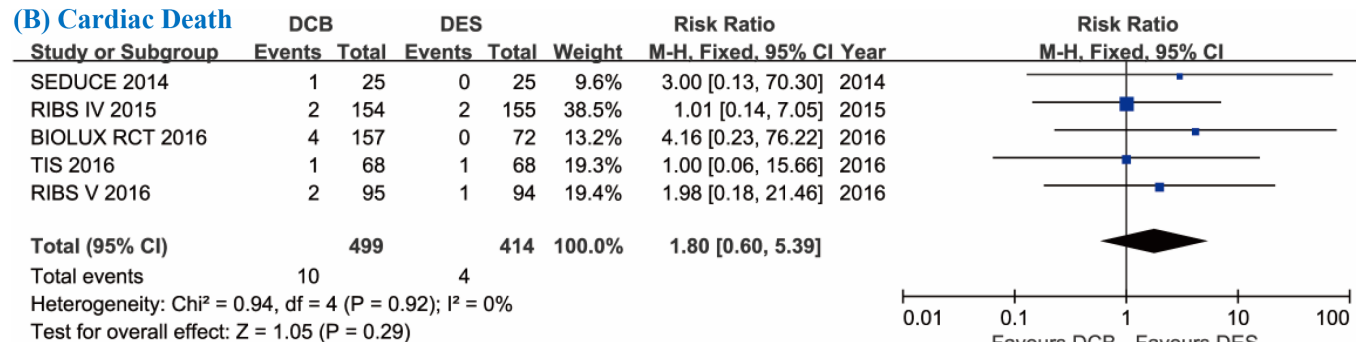 (B) Cardiac Death DCB DES Risk Ratio Risk Ratio
Study or Subgroup Events Total Events Total Weight M-H, Fixed, 95% CI Year M-H, Fixed, 95% CI
SEDUCE 2014 1 25 0 25 9.6% 3.00 [0.13, 70.30] 2014
RIBS IV 2015 2 154 2 155 38.5% 1.01 [0.14, 7.05] 2015
BIOLUX RCT 2016 4 157 0 72 13.2% 4.16 [0.23, 76.22] 2016
TIS 2016 1 68 1 68 19.3% 1.00 [0.06, 15.66] 2016
RIBS V 2016 2 95 1 94 19.4% 1.98 [0.18, 21.46] 2016
Total (95% CI) 499 414 100.0% 1.80 [0.60, 5.39]
Total events 10 4
Heterogeneity: Chi² = 0.94, df = 4 (P = 0.92); I² = 0%
Test for overall effect: Z = 1.05 (P = 0.29)
0.01 0.1 1 10 100
Favours DCB Favours DES